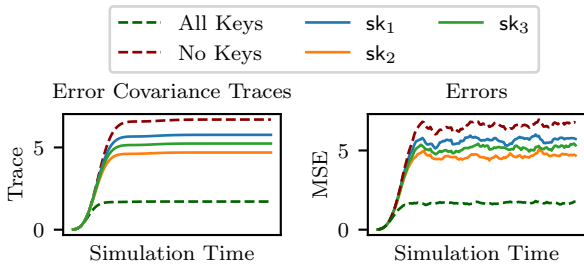 All Keys sk₁ sk₃
No Keys sk₂
Error Covariance Traces
Errors
Trace
5
0
Simulation Time
MSE
5
0
Simulation Time